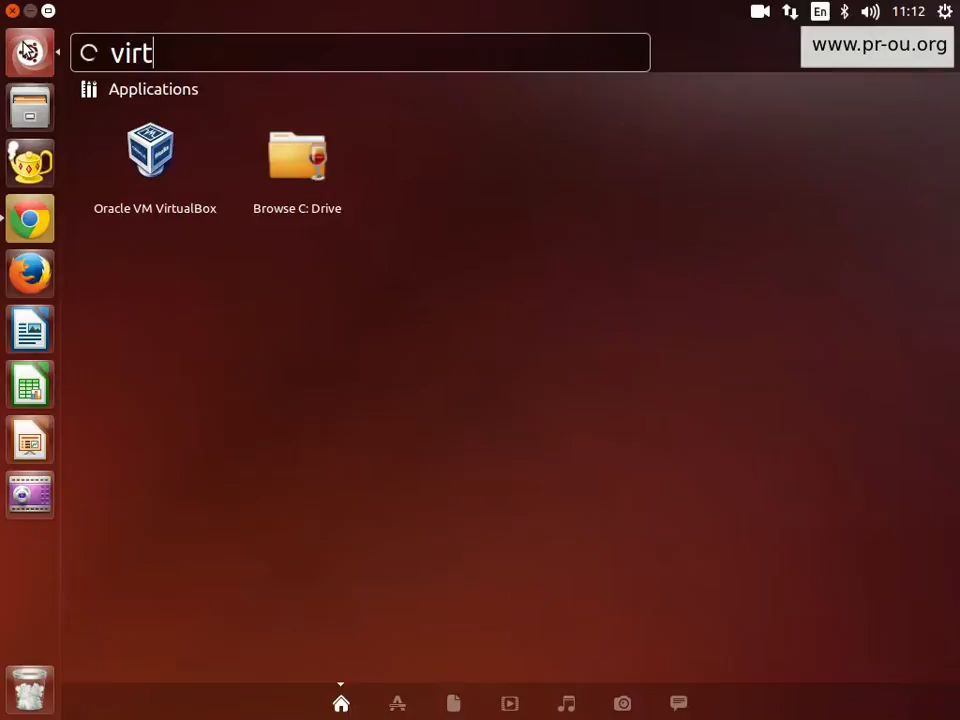 En
11:12
www.pr-ou.org
virt
Applications
Oracle VM VirtualBox
Browse C: Drive